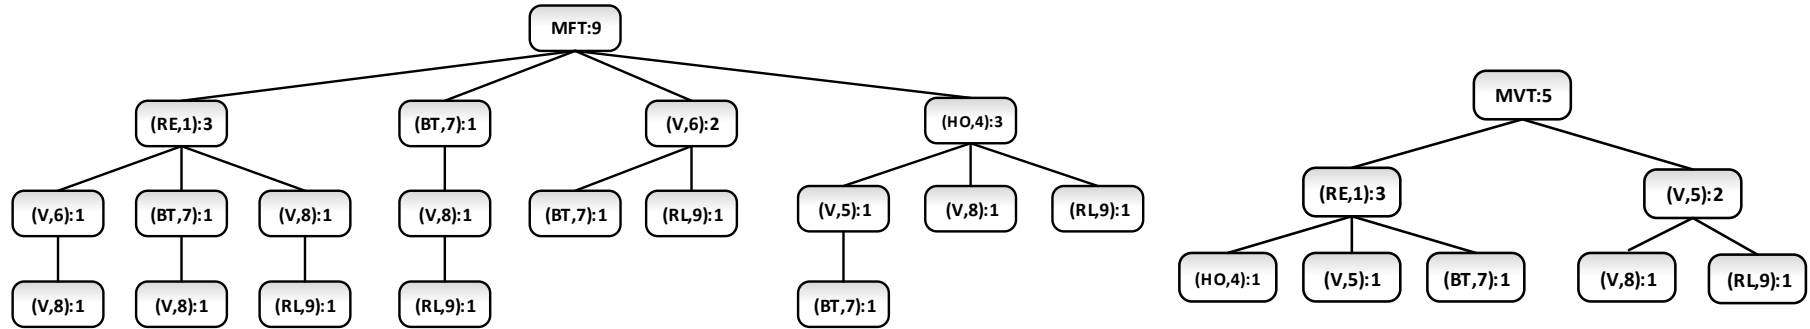 MFT:9
(RE,1):3
(BT,7):1
(V,6):2
(HO,4):3
(V,6):1
(BT,7):1
(V,8):1
(V,8):1
(BT,7):1
(RL,9):1
(V,5):1
(V,8):1
(RL,9):1
(V,8):1
(V,8):1
(RL,9):1
(RL,9):1
(BT,7):1
MVT:5
(RE,1):3
(V,5):2
(HO,4):1
(V,5):1
(BT,7):1
(V,8):1
(RL,9):1